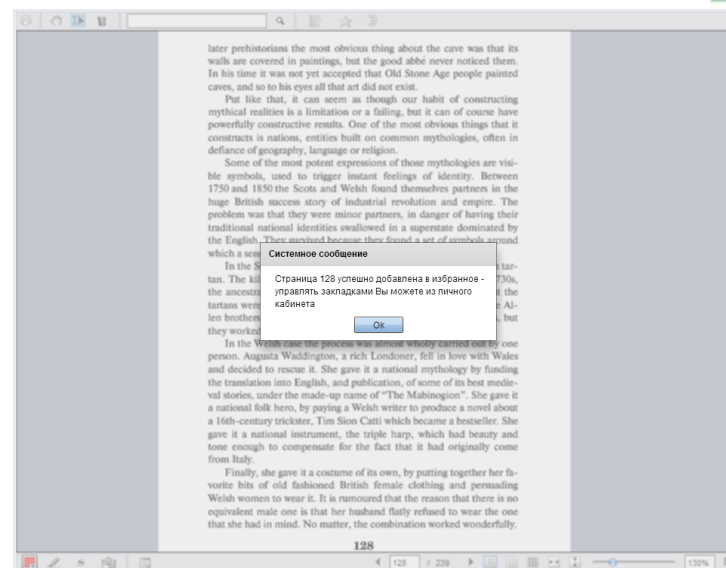 later prehistorians the most obvious thing about the cave was that its
walls are covered in paintings, but the good abbé never noticed them.
In his time it was not yet accepted that Old Stone Age people painted
caves, and so to his eyes all that art did not exist.
Put like that, it can seem as though our habit of constructing
mythical realities is a limitation or a failing, but it can of course have
powerfully constructive results. One of the most obvious things that it
constructs is nations, entities built on common mythologies, often in
defiance of geography, language or religion.
Some of the most potent expressions of those mythologies are visi-
ble symbols, used to trigger instant feelings of identity. Between
1750 and 1850 the Scots and Welsh found themselves partners in the
huge British success story of industrial revolution and empire. The
problem was that they were minor partners, in danger of having their
traditional national identities swallowed in a superstate dominated by
the English. They survived because they found a set of symbols around
which a sen
In the S tar-
tan. The kil 730s,
the ancestra t the
tartans were e Al-
len brothers , but
they worked
Системное сообщение
Страница 128 успешно добавлена в избранное -
управлять закладками Вы можете из личного
кабинета
Ok
In the Welsh case the process was almost wholly carried out by one
person. Augusta Waddington, a rich Londoner, fell in love with Wales
and decided to rescue it. She gave it a national mythology by funding
the translation into English, and publication, of some of its best medie-
val stories, under the made-up name of "The Mabinogion". She gave it
a national folk hero, by paying a Welsh writer to produce a novel about
a 16th-century trickster, Tim Sion Catti which became a bestseller. She
gave it a national instrument, the triple harp, which had beauty and
tone enough to compensate for the fact that it had originally come
from Italy.
Finally, she gave it a costume of its own, by putting together her fa-
vorite bits of old fashioned British female clothing and persuading
Welsh women to wear it. It is rumoured that the reason that there is no
equivalent male one is that her husband flatly refused to wear the one
that she had in mind. No matter, the combination worked wonderfully.
128
128 / 239 130%